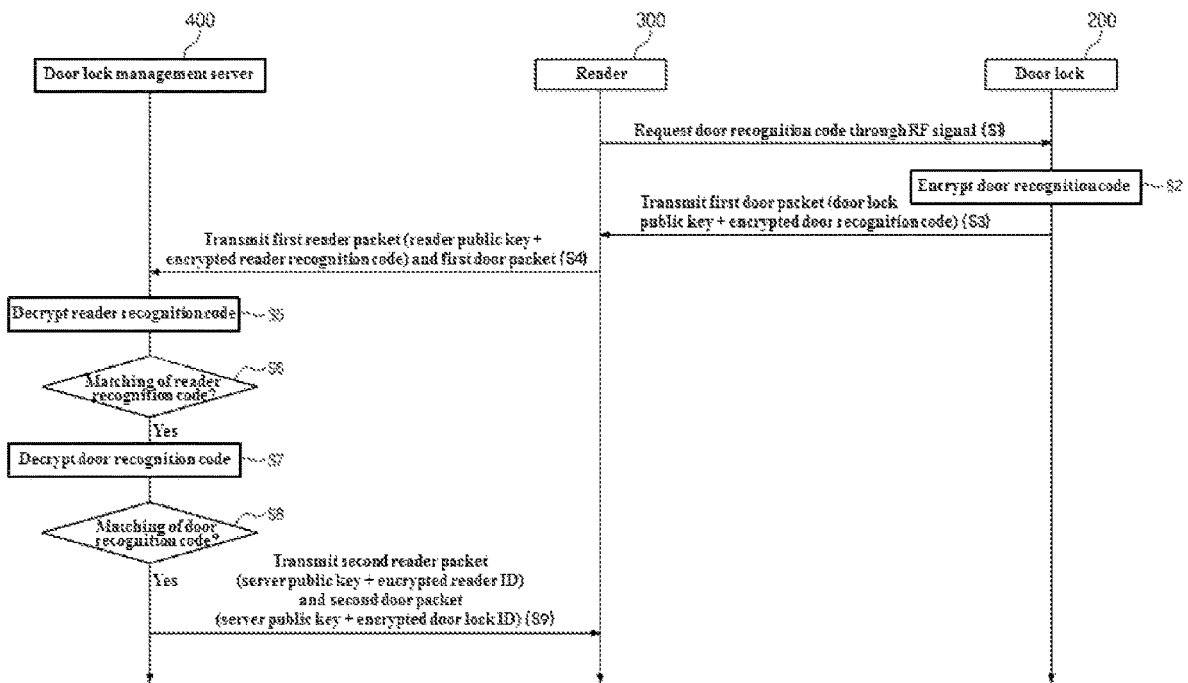 400
300
200
Door lock management server
Render
Door lock
Request door recognition code through RF signal (S1)
Encrypt door recognition code
S2
Transmit first door packet (door lock
public key + encrypted door recognition code) (S3)
Transmit first reader packet (reader public key +
encrypted reader recognition code) and first door packet (S4)
Decrypt reader recognition code
S5
S6
Matching of reader
recognition code?
Yes
Decrypt door recognition code
S7
S8
Matching of door
recognition code?
Yes
Transmit second reader packet
(server public key + encrypted reader ID)
and second door packet
(server public key + encrypted door lock ID) (S9)